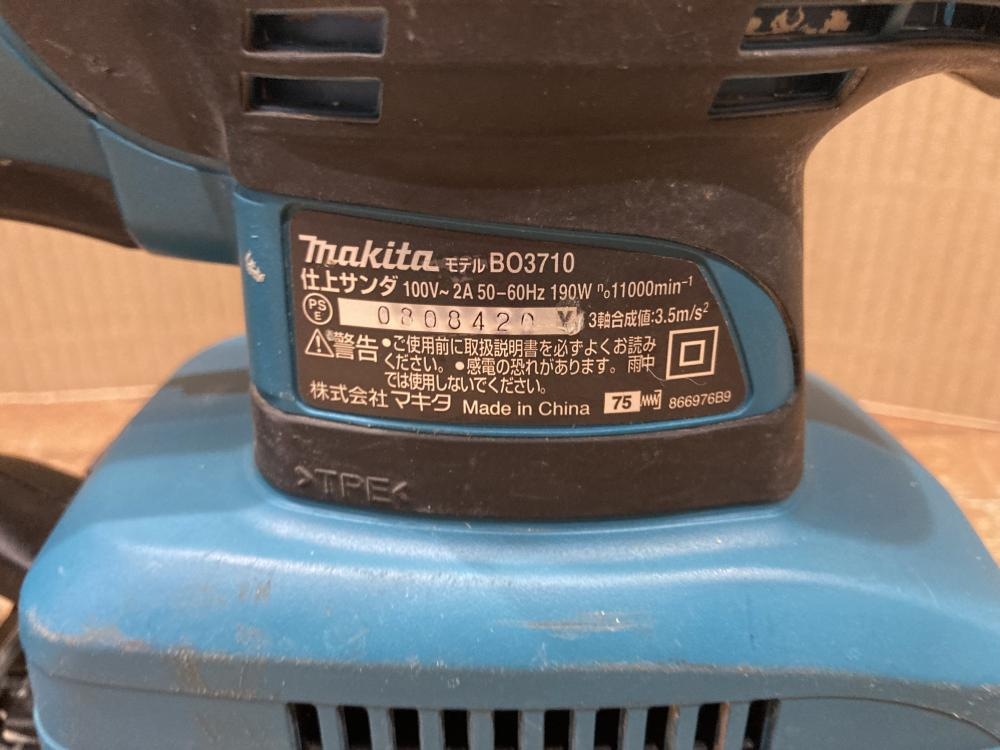 makita モデル BO3710
仕上サンダ 100V~2A 50-60Hz 190W n₀11000min⁻¹
PS E 0808420 Y 3軸合成値:3.5m/s²
警告 •ご使用前に取扱説明書を必ずよくお読み
ください。•感電の恐れがあります。雨中
では使用しないでください。
株式会社 マキタ Made in China 75 866976B9
>TPE<